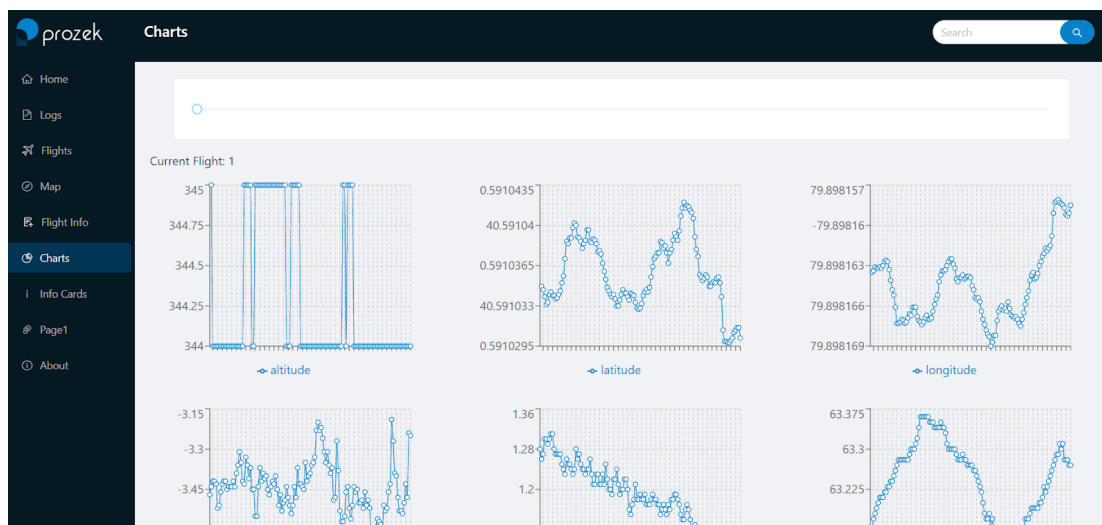 prozek
Charts
Search
Home
Logs
Flights
Map
Flight Info
Charts
Info Cards
Page1
About
Current Flight: 1
345
344.75
344.5
344.25
344
altitude
0.5910435
40.59104
0.5910365
40.591033
0.5910295
latitude
79.898157
-79.89816
79.898163
79.898166
79.898169
longitude
-3.15
-3.3
-3.45
1.36
1.28
1.2
63.375
63.3
63.225